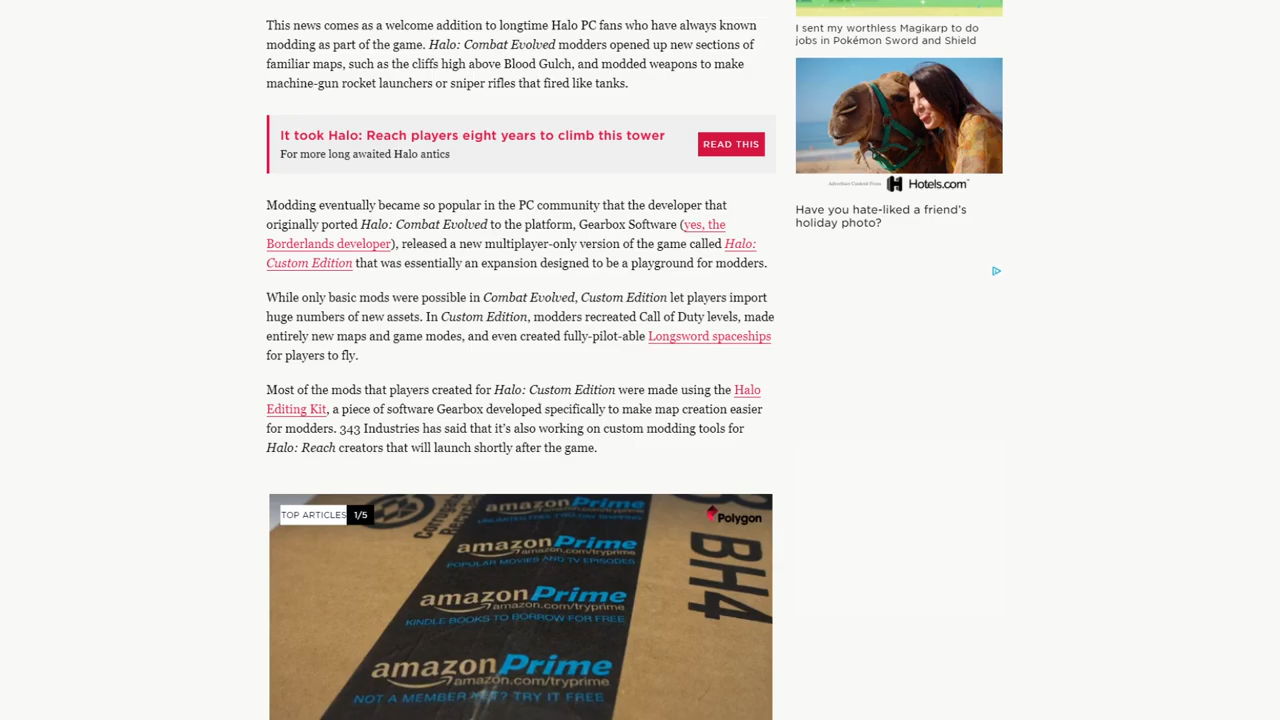 This news comes as a welcome addition to longtime Halo PC fans who have always known
modding as part of the game. Halo: Combat Evolved modders opened up new sections of
familiar maps, such as the cliffs high above Blood Gulch, and modded weapons to make
machine-gun rocket launchers or sniper rifles that fired like tanks.
It took Halo: Reach players eight years to climb this tower
For more long awaited Halo antics
READ THIS
Modding eventually became so popular in the PC community that the developer that
originally ported Halo: Combat Evolved to the platform, Gearbox Software (yes, the
Borderlands developer), released a new multiplayer-only version of the game called Halo:
Custom Edition that was essentially an expansion designed to be a playground for modders.
While only basic mods were possible in Combat Evolved, Custom Edition let players import
huge numbers of new assets. In Custom Edition, modders recreated Call of Duty levels, made
entirely new maps and game modes, and even created fully-pilot-able Longsword spaceships
for players to fly.
Most of the mods that players created for Halo: Custom Edition were made using the Halo
Editing Kit, a piece of software Gearbox developed specifically to make map creation easier
for modders. 343 Industries has said that it's also working on custom modding tools for
Halo: Reach creators that will launch shortly after the game.
TOP ARTICLES 1/5
Polygon
amazonPrime
amazonPrime
amazon.com/tryprime
POPULAR MOVIES AND TV EPISODES
amazonPrime
amazon.com/tryprime
KINDLE BOOKS TO BORROW FOR FREE
amazonPrime
amazon.com/tryprime
NOT A MEMBER YET? TRY IT FREE
BH4
I sent my worthless Magikarp to do
jobs in Pokémon Sword and Shield
Hotels.com
Have you hate-liked a friend's
holiday photo?